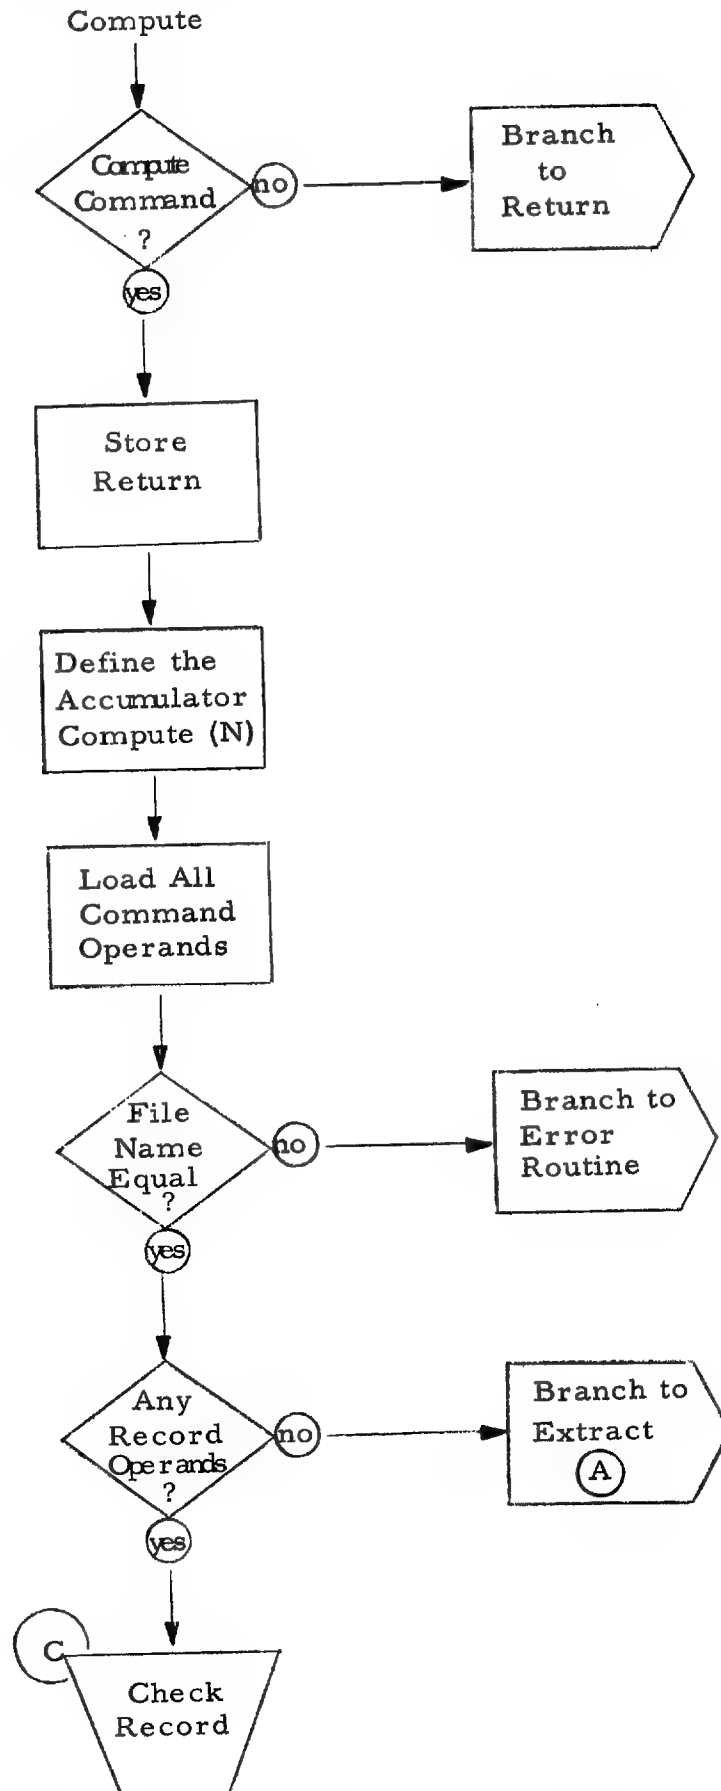 Compute
Compute
Command
?
no
Branch
to
Return
yes
Store
Return
Define the
Accumulator
Compute (N)
Load All
Command
Operands
File
Name
Equal
?
no
Branch to
Error
Routine
yes
Any
Record
Operands
?
no
Branch to
Extract
A
yes
C
Check
Record